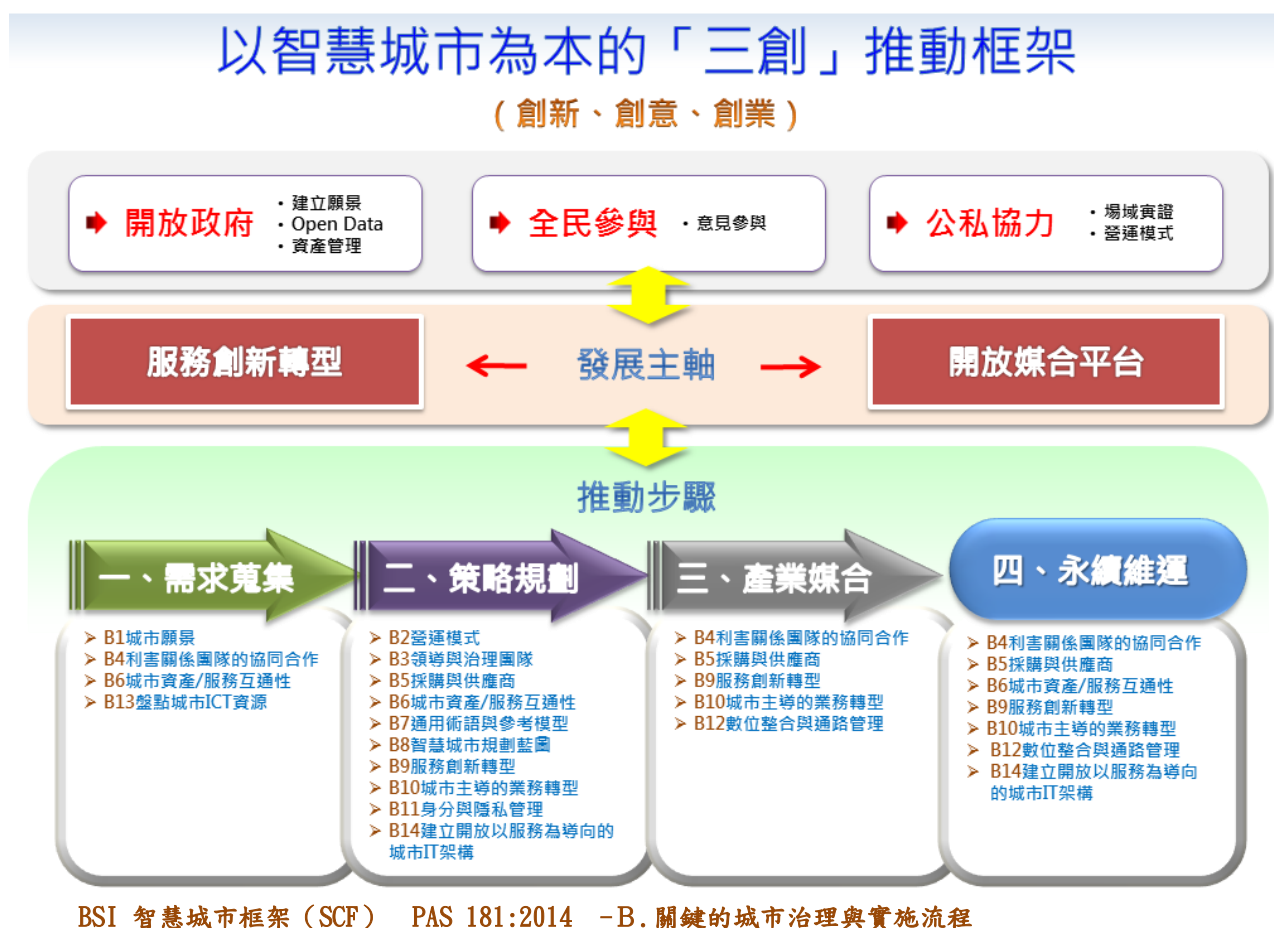 以智慧城市為本的「三創」推動框架
(創新、創意、創業)
➡ 開放政府
・建立願景
・Open Data
・資產管理
➡ 全民參與
・意見參與
➡ 公私協力
・場域實證
・營運模式
服務創新轉型
發展主軸
開放媒合平台
推動步驟
一、需求蒐集
➢ B1城市願景
➢ B4利害關係團隊的協同合作
➢ B6城市資產/服務互通性
➢ B13盤點城市ICT資源
二、策略規劃
➢ B2營運模式
➢ B3領導與治理團隊
➢ B5採購與供應商
➢ B6城市資產/服務互通性
➢ B7通用術語與參考模型
➢ B8智慧城市規劃藍圖
➢ B9服務創新轉型
➢ B10城市主導的業務轉型
➢ B11身分與隱私管理
➢ B14建立開放以服務為導向的
城市IT架構
三、產業媒合
➢ B4利害關係團隊的協同合作
➢ B5採購與供應商
➢ B9服務創新轉型
➢ B10城市主導的業務轉型
➢ B12數位整合與通路管理
四、永續維運
➢ B4利害關係團隊的協同合作
➢ B5採購與供應商
➢ B6城市資產/服務互通性
➢ B9服務創新轉型
➢ B10城市主導的業務轉型
➢ B12數位整合與通路管理
➢ B14建立開放以服務為導向
的城市IT架構
BSI 智慧城市框架(SCF) PAS 181:2014 -B.關鍵的城市治理與實施流程